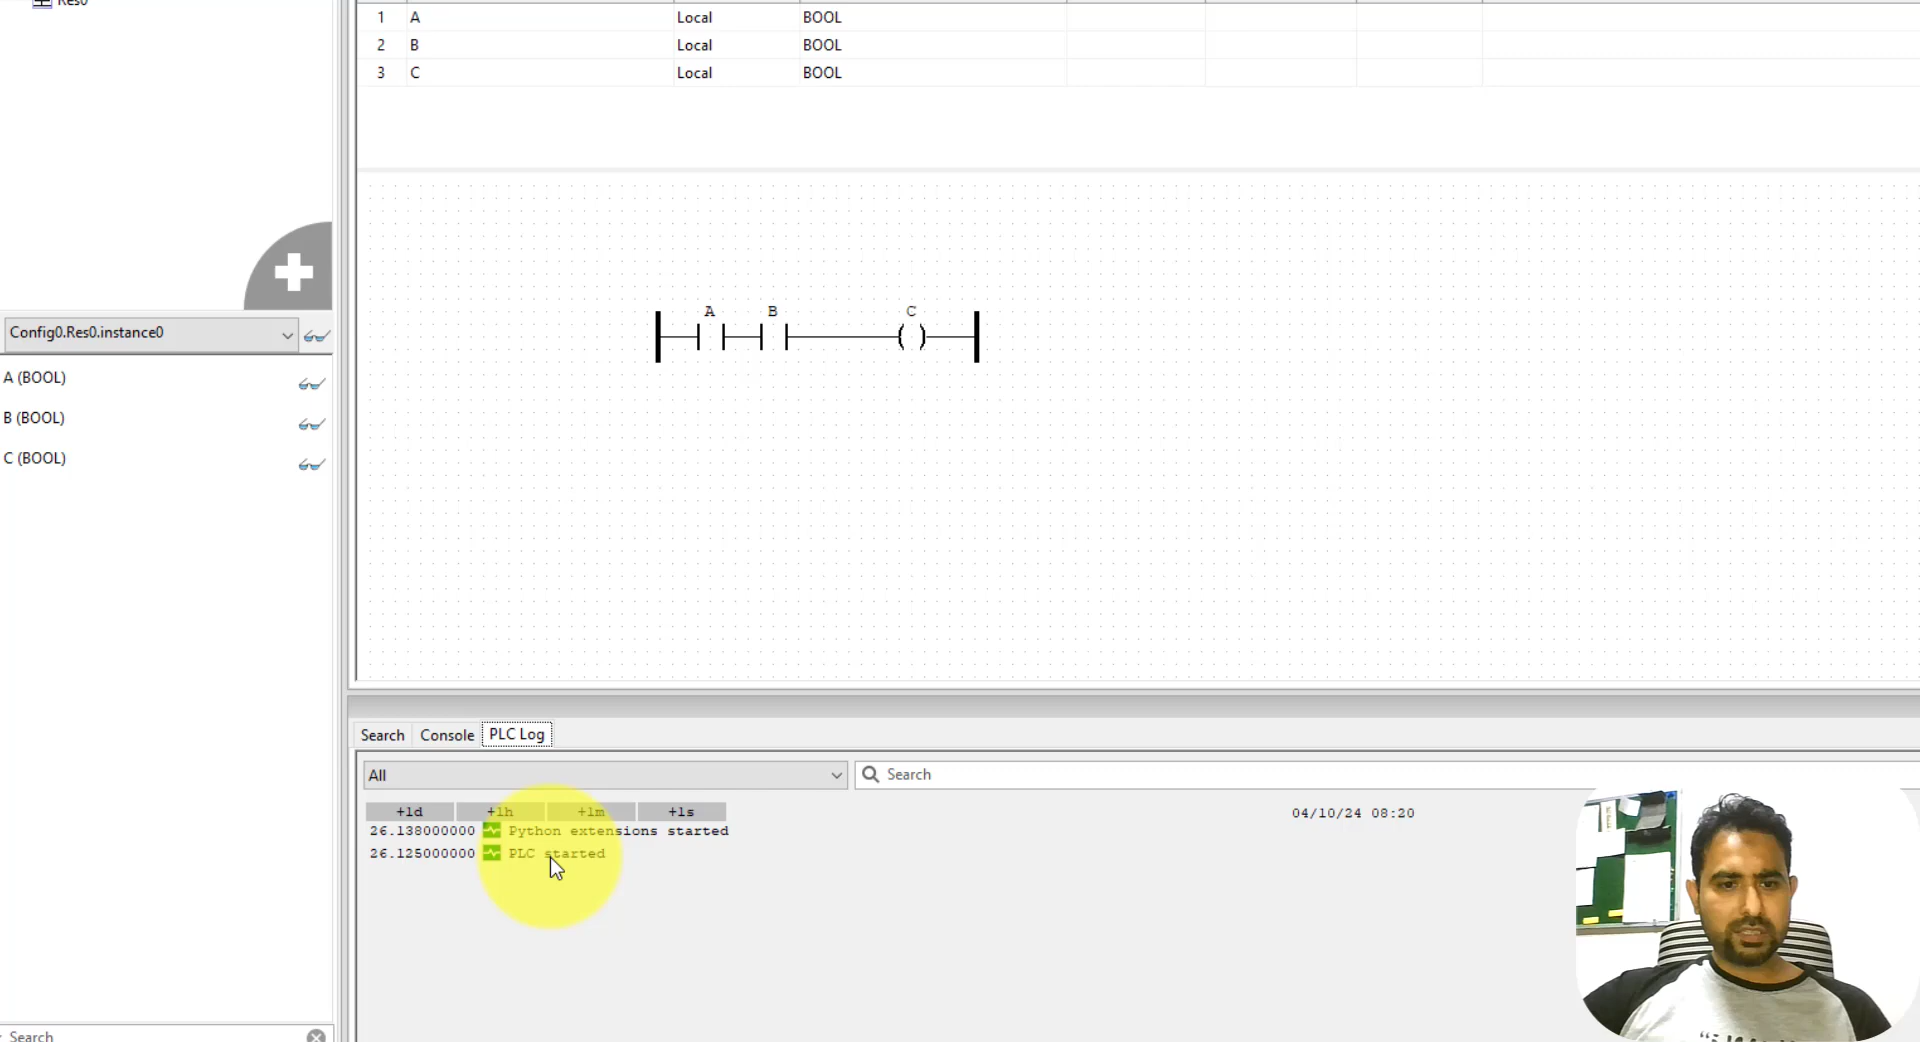 Res0
1 A Local BOOL
2 B Local BOOL
3 C Local BOOL
A B C
Config0.Res0.instance0
A (BOOL)
B (BOOL)
C (BOOL)
Search
Search Console PLC Log
All Search
+1d +1h +1m +1s 04/10/24 08:20
26.138000000 Python extensions started
26.125000000 PLC started